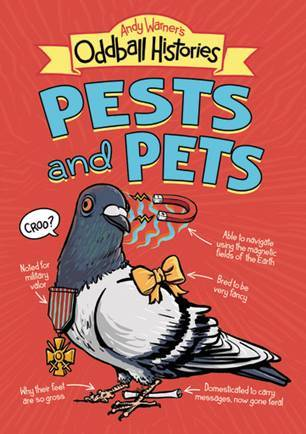 Andy Warner's
Oddball Histories
PESTS
and PETS
CROO?
Able to navigate
using the magnetic
fields of the Earth
Noted for
military
valor
Bred to be
very fancy
Why their feet
are so gross
Domesticated to carry
messages, now gone feral